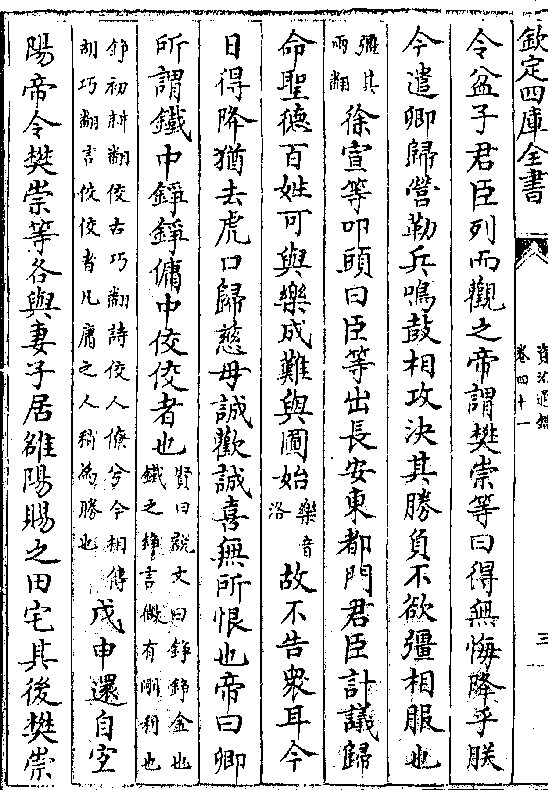 欽定四庫全書
資治通鑑
卷四十一
三
令盆子君臣列而觀之帝謂樊崇等曰得無悔降乎朕
今遣卿歸營勒兵鳴鼓相攻決其勝負不欲彊相服也
彊其
兩翻
徐宣等叩頭曰臣等出長安東都門君臣計議歸
命聖德百姓可與樂成難與圖始
樂音
洛
故不告衆耳今
日得降猶去虎口歸慈母誠歡誠喜無所恨也帝曰卿
所謂鐵中錚錚傭中佼佼者也
賢曰説文曰錚錚金也
鐵之錚言微有剛利也
錚初耕翻佼古巧翻詩佼人僚兮今相傳
胡巧翻言佼佼者凡庸之人稍為勝也
戊申還自宜
陽帝令樊崇等各與妻子居雒陽賜之田宅其後樊崇